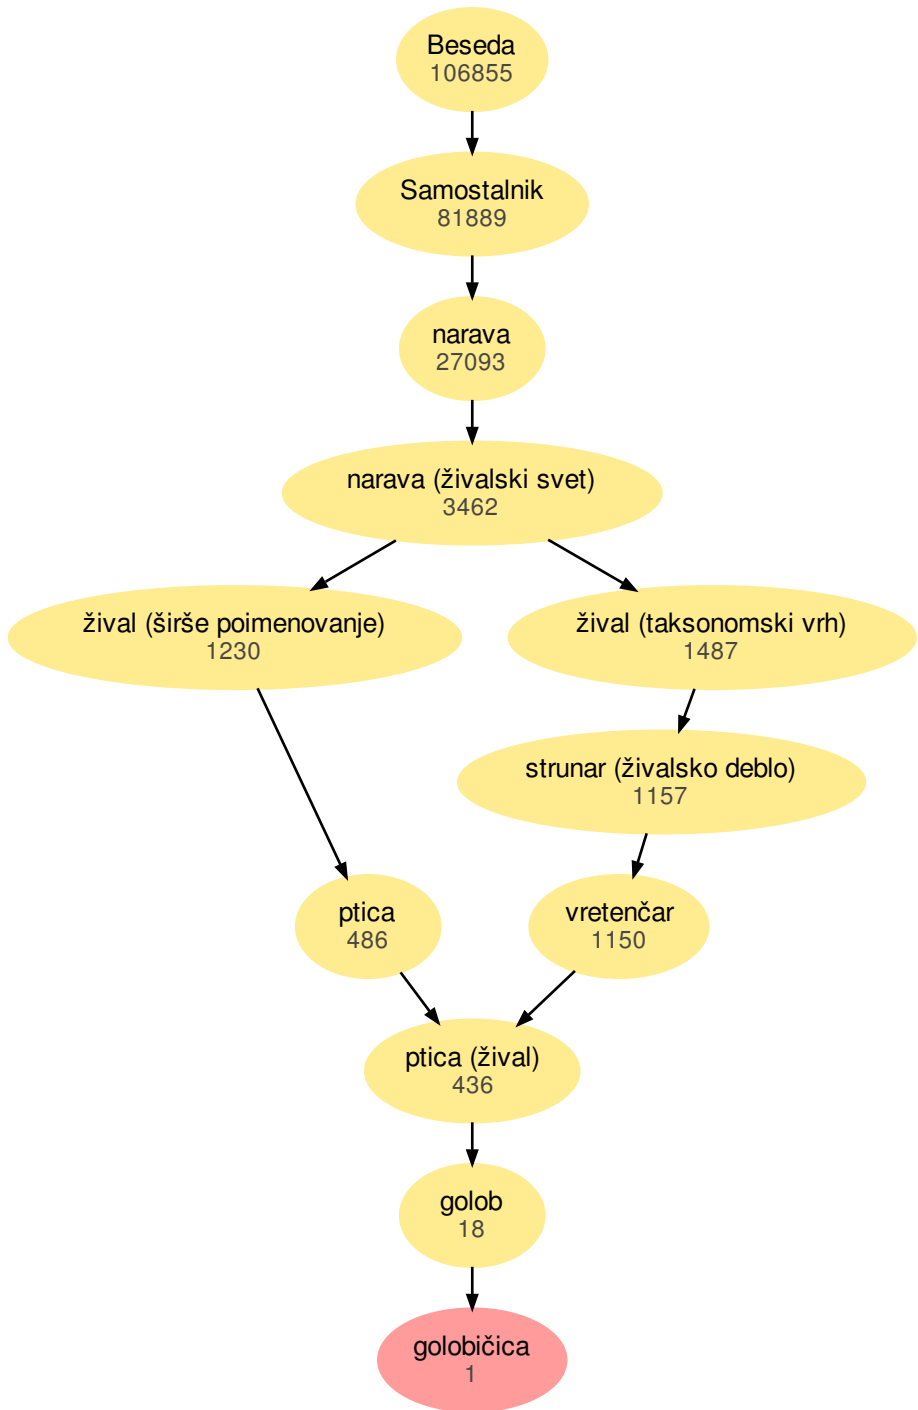 Beseda
106855
Samostalnik
81889
narava
27093
narava (živalski svet)
3462
žival (širše poimenovanje)
1230
žival (taksonomski vrh)
1487
strunar (živalsko deblo)
1157
ptica
486
vretenčar
1150
ptica (žival)
436
golob
18
golobičica
1